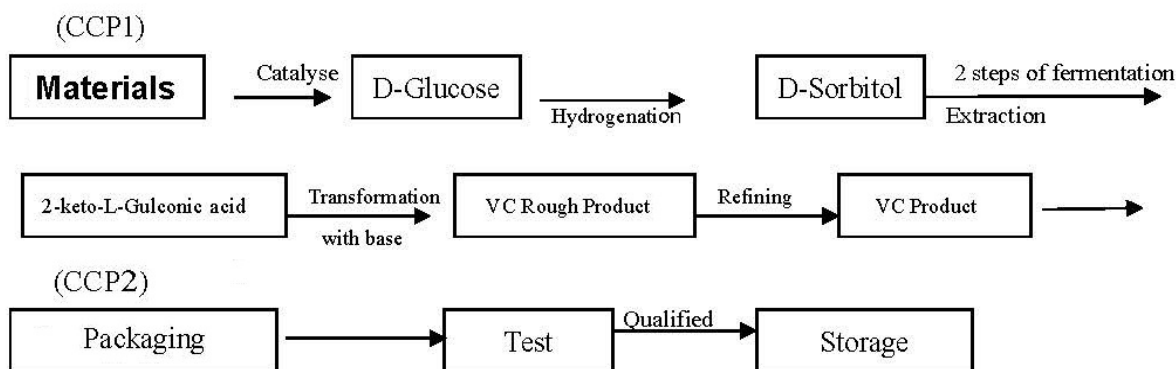 (CCP1)
Materials
Catalyse
D-Glucose
Hydrogenation
D-Sorbitol
2 steps of fermentation
Extraction
2-keto-L-Gulconic acid
Transformation
with base
VC Rough Product
Refining
VC Product
(CCP2)
Packaging
Test
Qualified
Storage